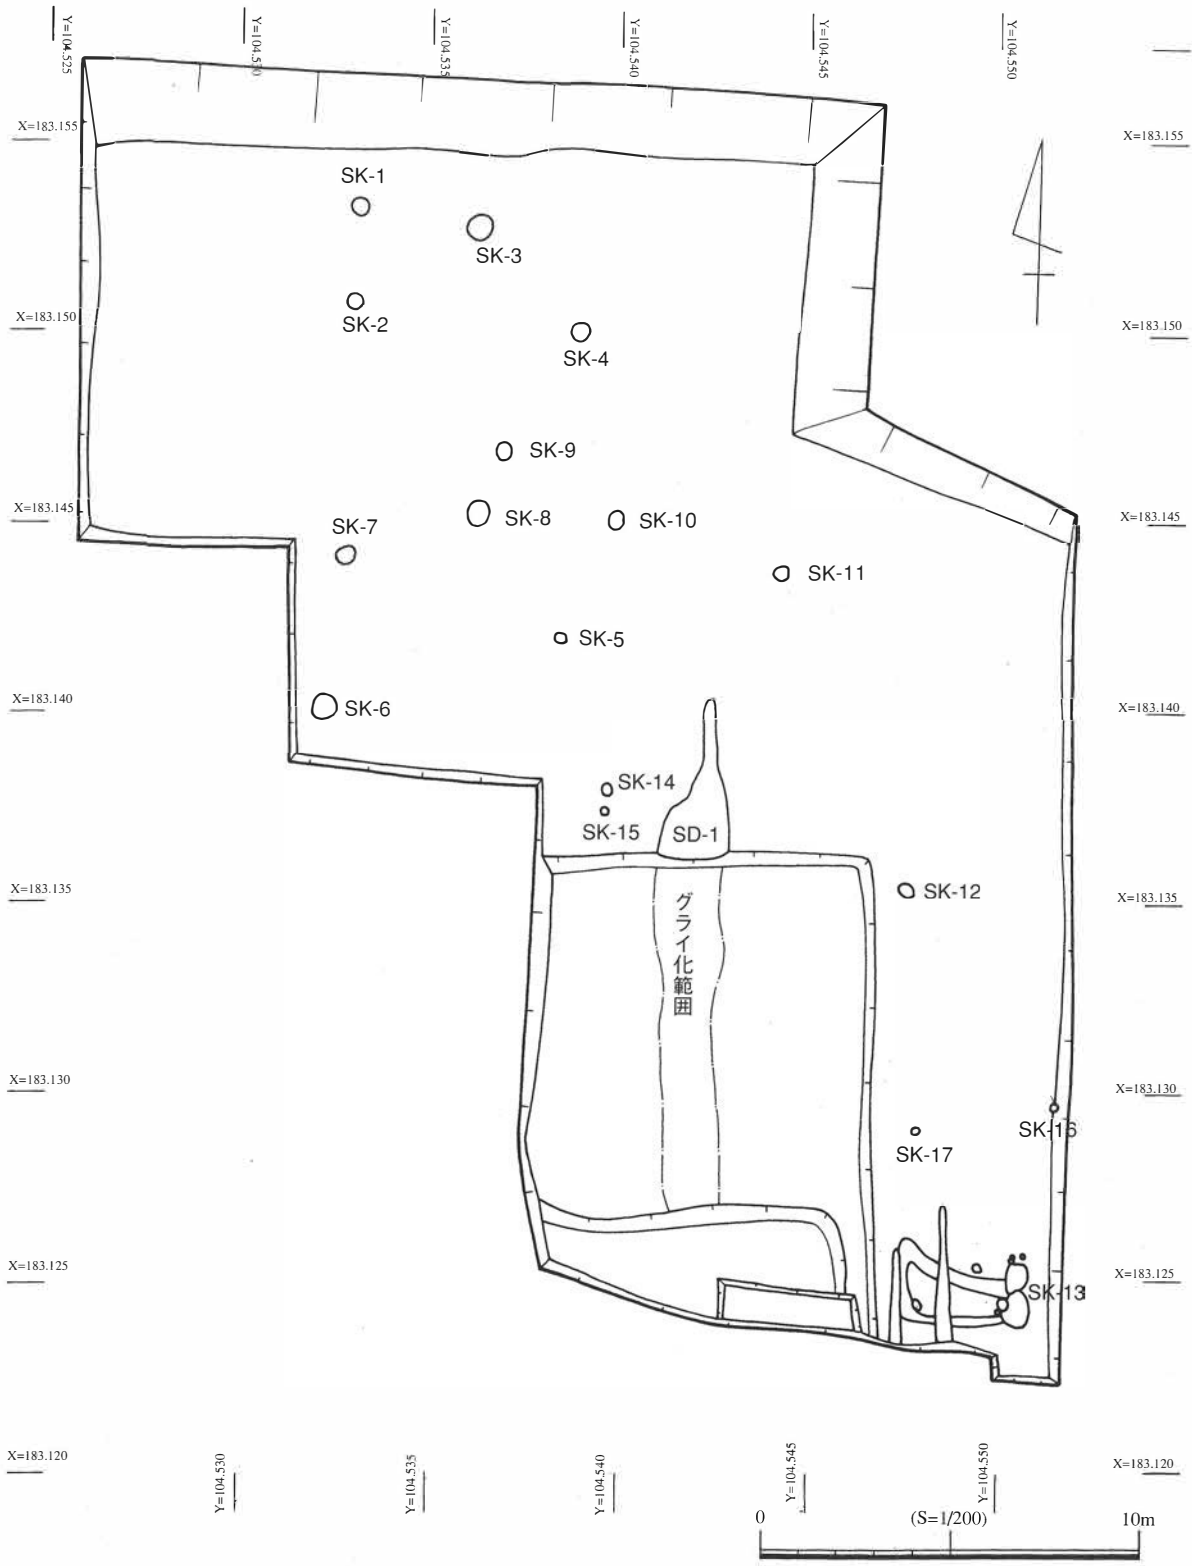 Y=104.525
Y=104.530
Y=104.535
Y=104.540
Y=104.545
Y=104.550
X=183.155
X=183.155
SK-1
SK-3
X=183.150
SK-2
X=183.150
SK-4
SK-9
X=183.145
SK-8
SK-10
X=183.145
SK-7
SK-11
SK-5
X=183.140
SK-6
X=183.140
SK-14
SK-15
SD-1
X=183.135
SK-12
X=183.135
グライ化範囲
X=183.130
X=183.130
SK-16
SK-17
X=183.125
X=183.125
SK-13
X=183.120
X=183.120
Y=104.530
Y=104.535
Y=104.540
Y=104.545
Y=104.550
0 (S=1/200) 10m